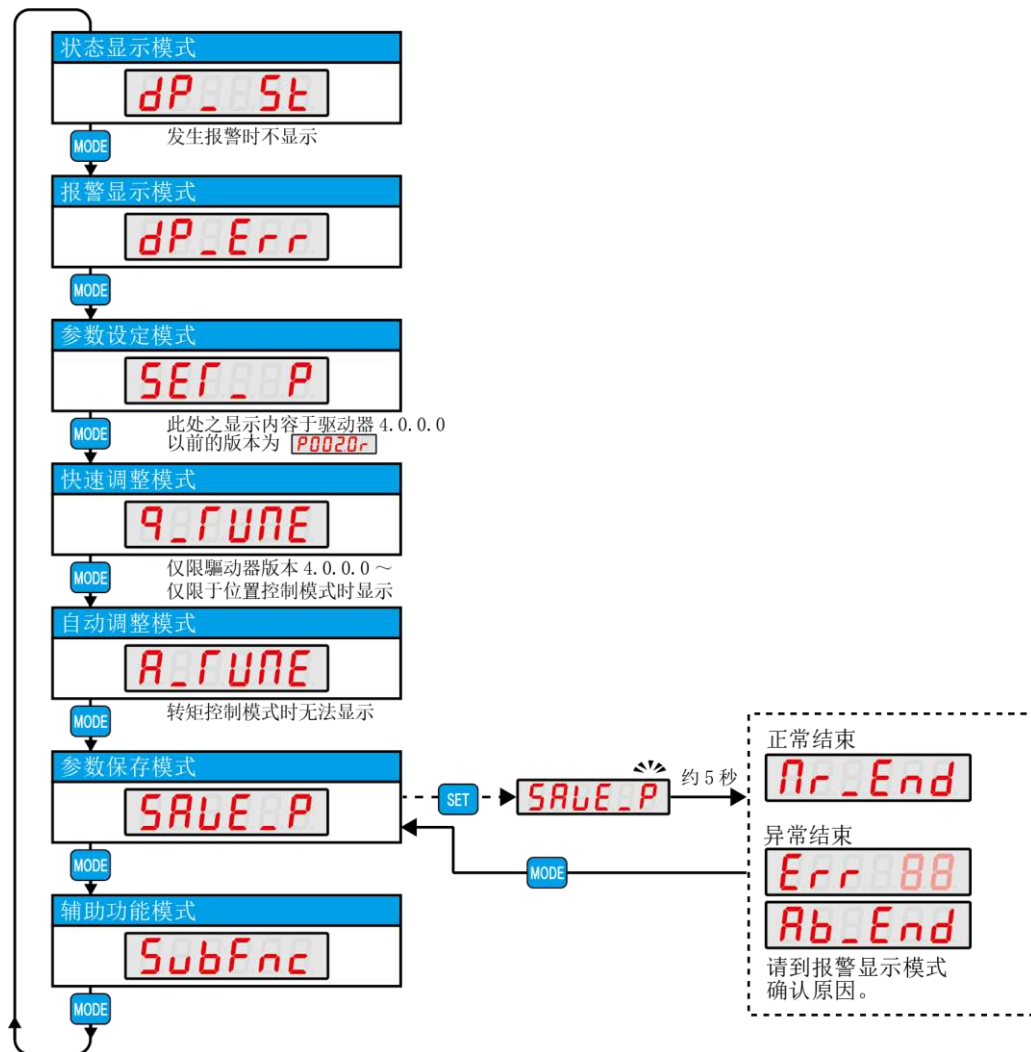 状态显示模式
dP_ St
发生报警时不显示
MODE
报警显示模式
dP_Err
MODE
参数设定模式
SET_ P
此处之显示内容于驱动器 4.0.0.0
以前的版本为 P002.0r
MODE
快速调整模式
q_TUNE
仅限驅动器版本 4.0.0.0～
仅限于位置控制模式时显示
MODE
自动调整模式
A_TUNE
转矩控制模式时无法显示
MODE
参数保存模式
SAVE_P
SET
SAVE_P
约 5 秒
正常结束
Nr_End
异常结束
Err 88
Ab_End
请到报警显示模式
确认原因。
MODE
MODE
辅助功能模式
SubFnc
MODE